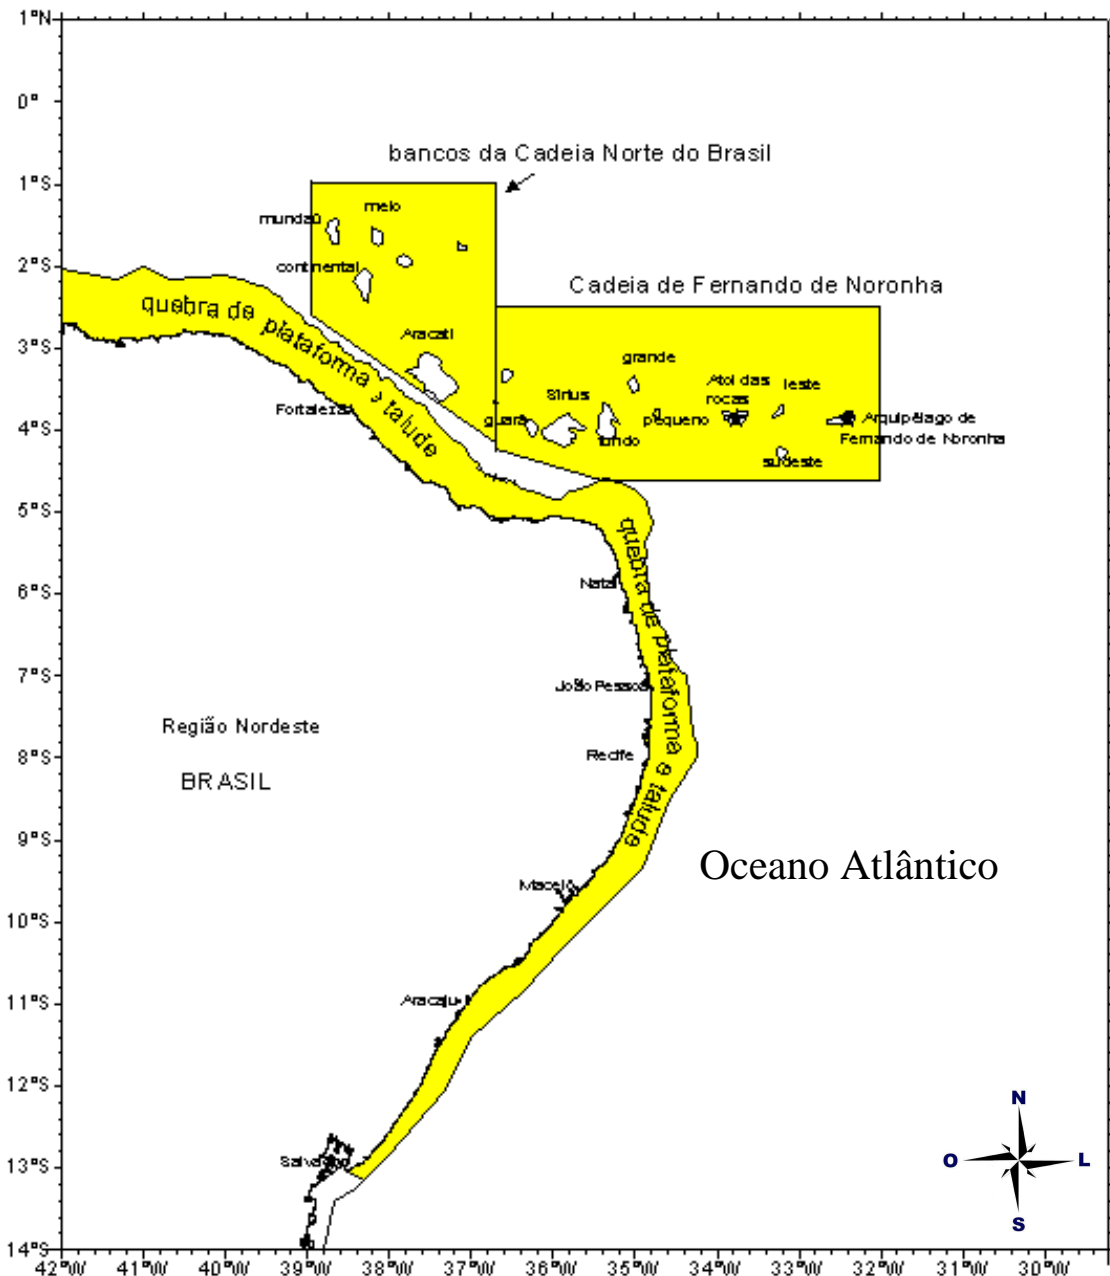 1°N
0°
bancos da Cadeia Norte do Brasil
1°S
meio
mundaú
2°S
continental
Cadeia de Fernando de Noronha
quebra de plataforma e talude
3°S
Aracati
grande
Atol das
rocas
leste
Sirius
Fortaleza
4°S
guará
fundo
pequeno
Arquipélago de
Fernando de Noronha
sudeste
5°S
quebra de plataforma e talude
Natal
6°S
7°S
João Pessoa
Região Nordeste
8°S
Recife
BRASIL
9°S
Oceano Atlântico
Maceió
10°S
11°S
Aracaju
12°S
N
13°S
Salvador
O
L
S
14°S
42°W
41°W
40°W
39°W
38°W
37°W
36°W
35°W
34°W
33°W
32°W
31°W
30°W